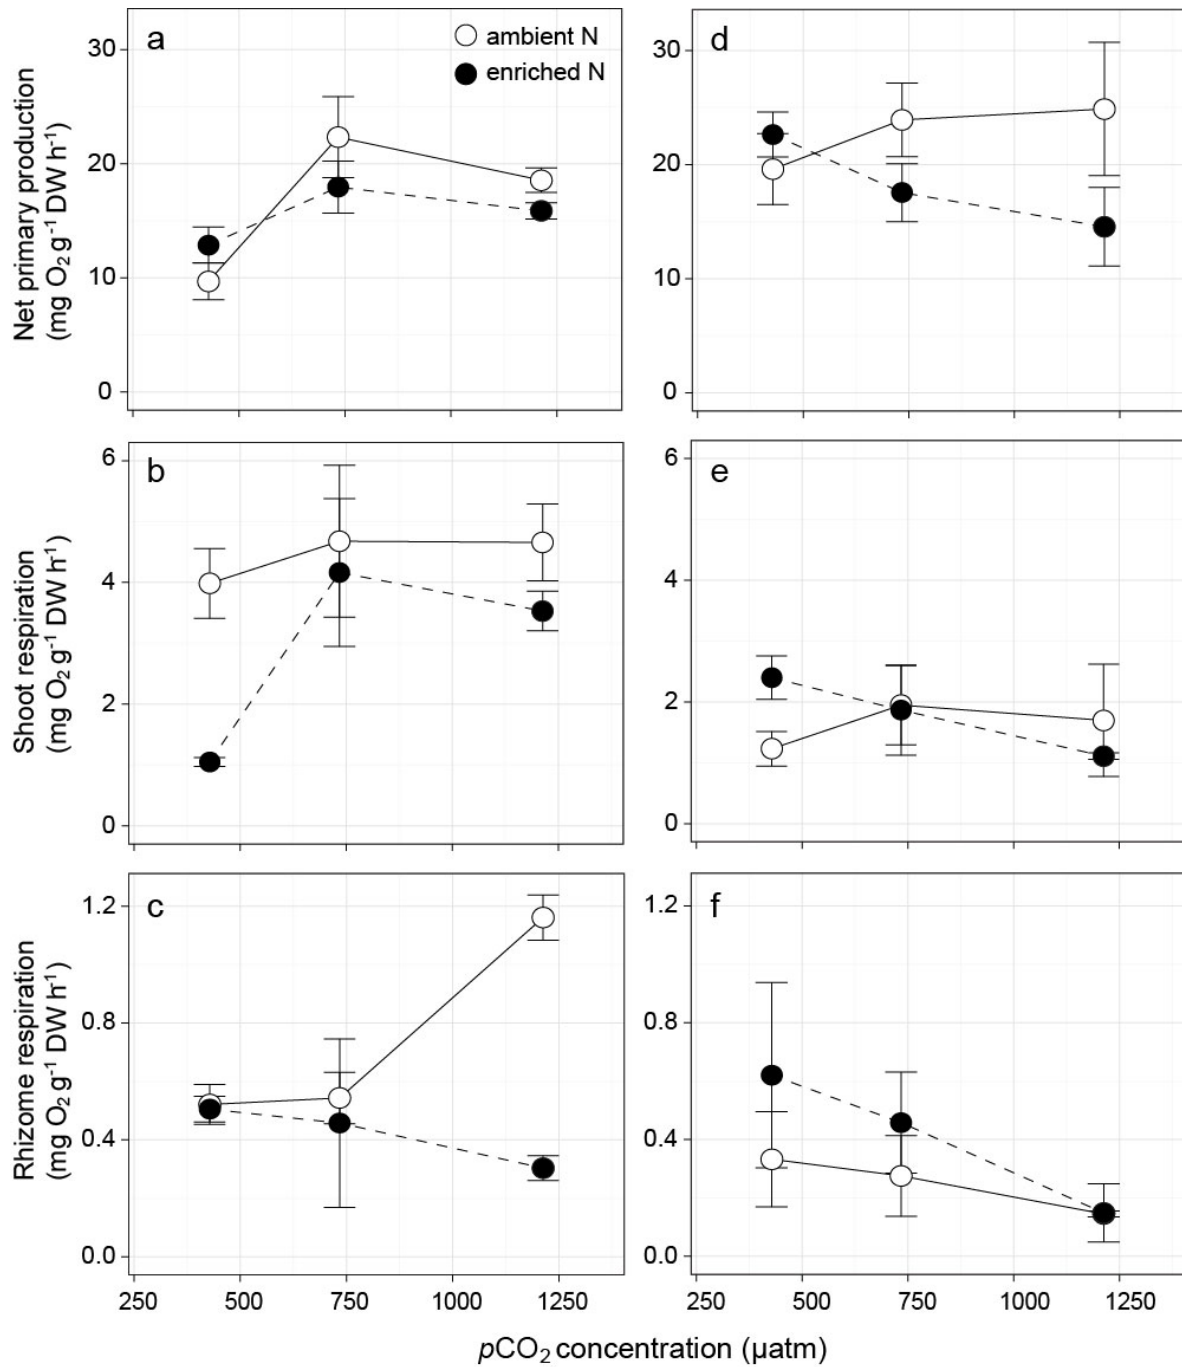 a
ambient N
enriched N
30
20
10
0
Net primary production
(mg O₂ g⁻¹ DW h⁻¹)
d
30
20
10
0
b
6
4
2
0
Shoot respiration
(mg O₂ g⁻¹ DW h⁻¹)
e
6
4
2
0
c
1.2
0.8
0.4
0.0
Rhizome respiration
(mg O₂ g⁻¹ DW h⁻¹)
250 500 750 1000 1250
f
1.2
0.8
0.4
0.0
250 500 750 1000 1250
pCO₂ concentration (µatm)